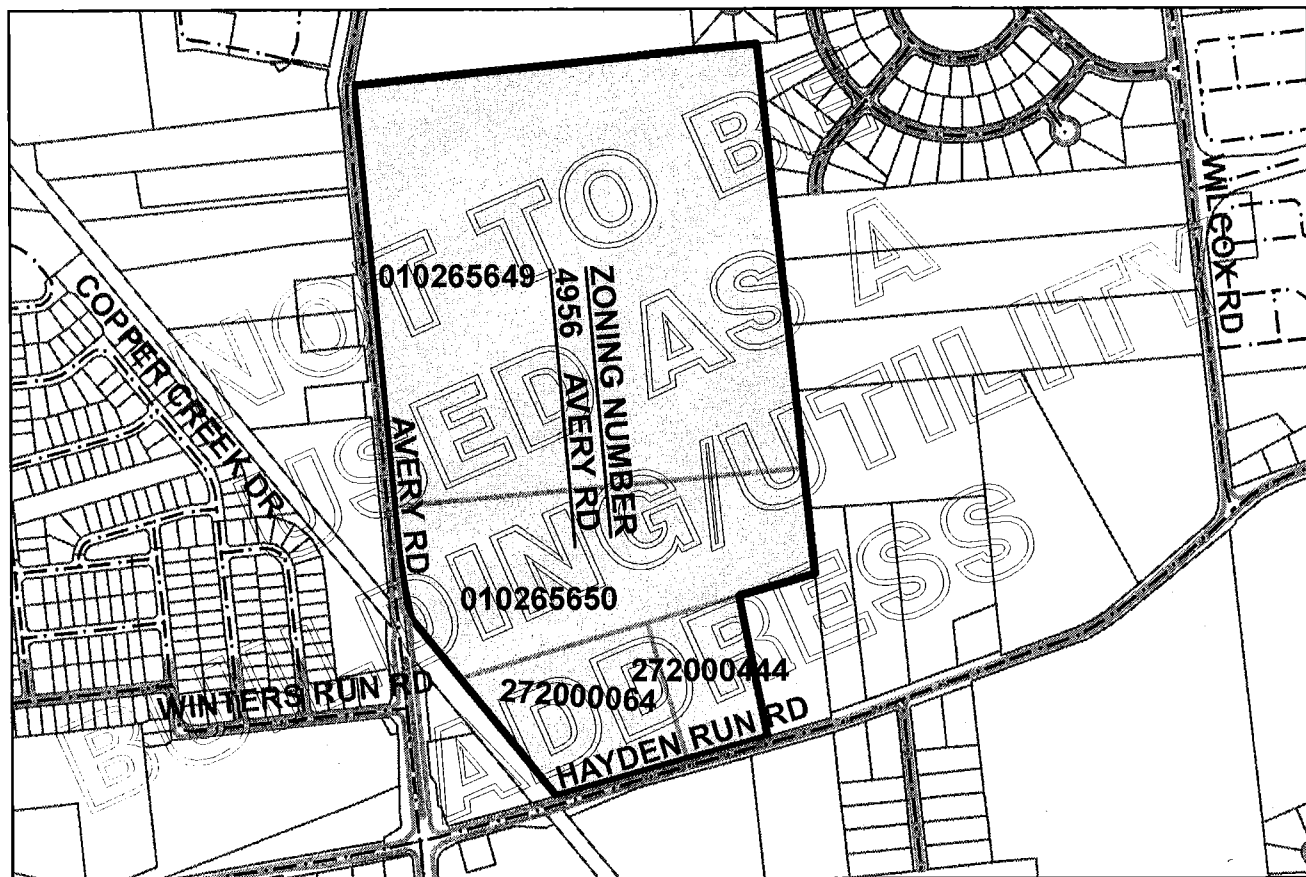 NOT TO BE
USED AS A
BUILDING/UTILITY
ADDRESS
010265649
ZONING NUMBER
4956 AVERY RD
COPPER CREEK DR
AVERY RD
WILCOX RD
010265650
272000064
272000444
WINTERS RUN RD
HAYDEN RUN RD